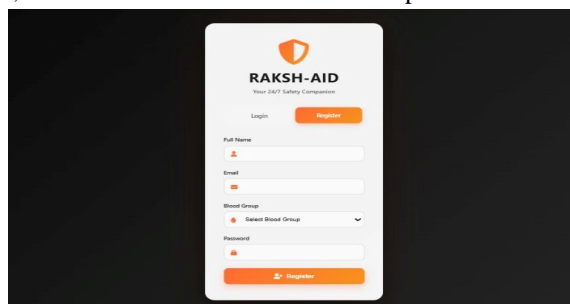 RAKSH-AID
Your 24/7 Safety Companion
Login Register
Full Name
Email
Blood Group
Select Blood Group
Password
Register